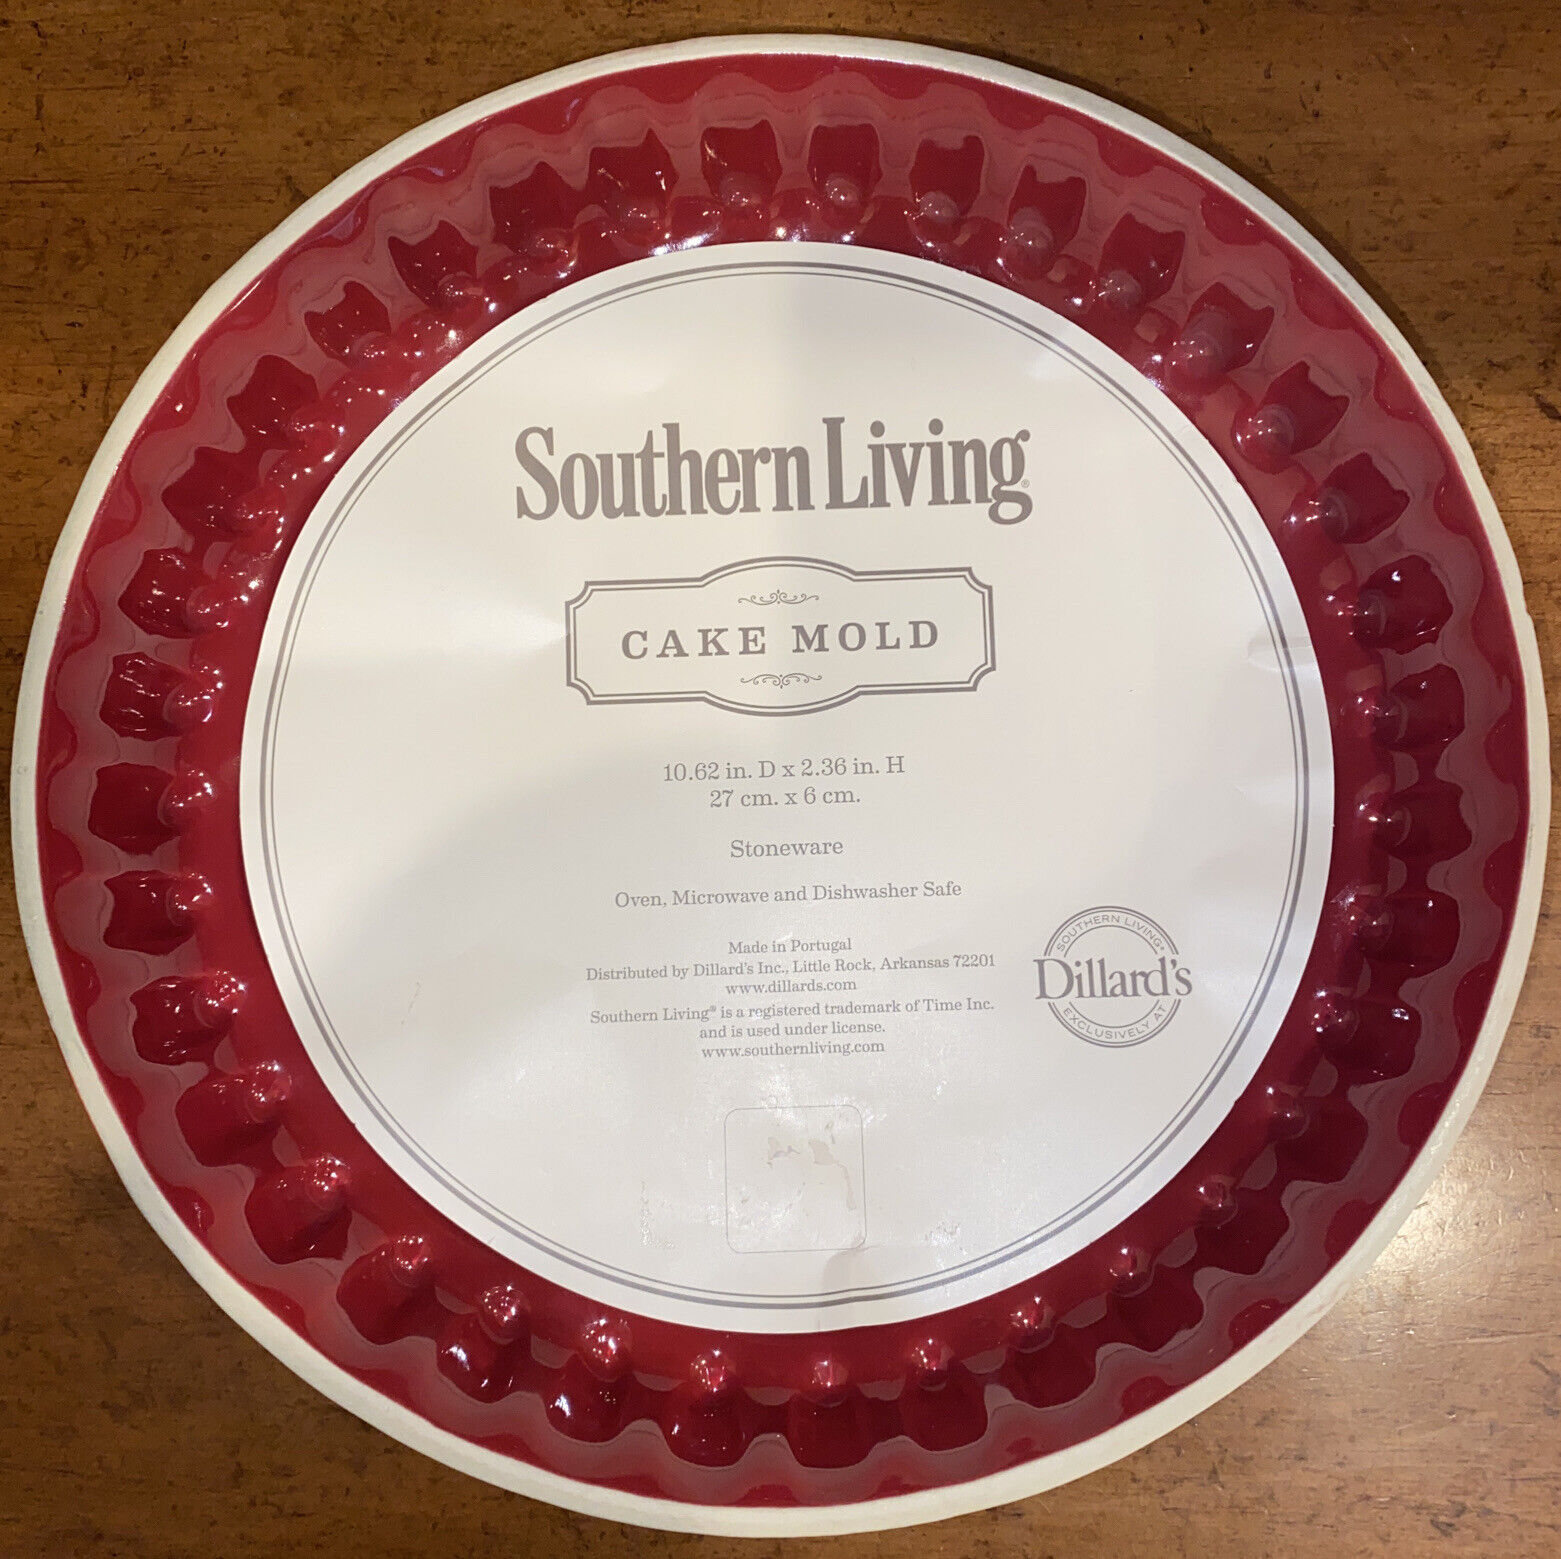 Southern Living®
CAKE MOLD
10.62 in. D x 2.36 in. H
27 cm. x 6 cm.
Stoneware
Oven, Microwave and Dishwasher Safe
Made in Portugal
Distributed by Dillard's Inc., Little Rock, Arkansas 72201
www.dillards.com
Southern Living® is a registered trademark of Time Inc.
and is used under license.
www.southernliving.com
SOUTHERN LIVING®
Dillard's
EXCLUSIVELY AT